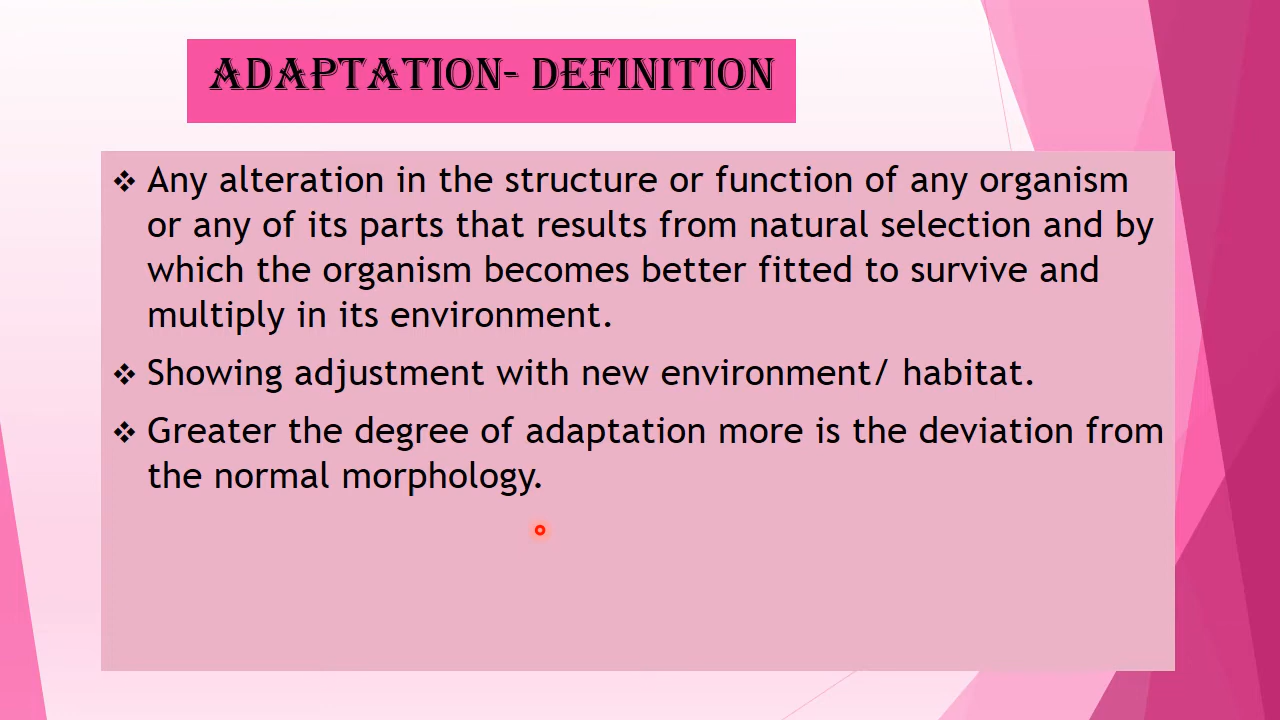 ADAPTATION- DEFINITION
❖ Any alteration in the structure or function of any organism
or any of its parts that results from natural selection and by
which the organism becomes better fitted to survive and
multiply in its environment.
❖ Showing adjustment with new environment/ habitat.
❖ Greater the degree of adaptation more is the deviation from
the normal morphology.